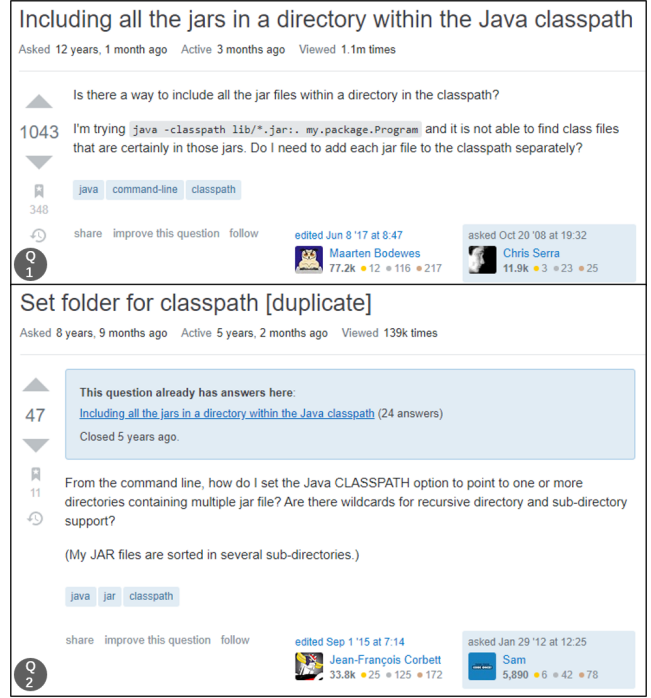 Including all the jars in a directory within the Java classpath
Asked 12 years, 1 month ago Active 3 months ago Viewed 1.1m times
Is there a way to include all the jar files within a directory in the classpath?
1043
I'm trying java -classpath lib/*.jar:. my.package.Program and it is not able to find class files
that are certainly in those jars. Do I need to add each jar file to the classpath separately?
java command-line classpath
348
share improve this question follow
edited Jun 8 '17 at 8:47
Maarten Bodewes
77.2k 12 116 217
asked Oct 20 '08 at 19:32
Chris Serra
11.9k 3 23 25
Q
1
Set folder for classpath [duplicate]
Asked 8 years, 9 months ago Active 5 years, 2 months ago Viewed 139k times
47
This question already has answers here:
Including all the jars in a directory within the Java classpath (24 answers)
Closed 5 years ago.
11
From the command line, how do I set the Java CLASSPATH option to point to one or more
directories containing multiple jar file? Are there wildcards for recursive directory and sub-directory
support?
(My JAR files are sorted in several sub-directories.)
java jar classpath
share improve this question follow
edited Sep 1 '15 at 7:14
Jean-François Corbett
33.8k 25 125 172
asked Jan 29 '12 at 12:25
Sam
5,890 6 42 78
Q
2